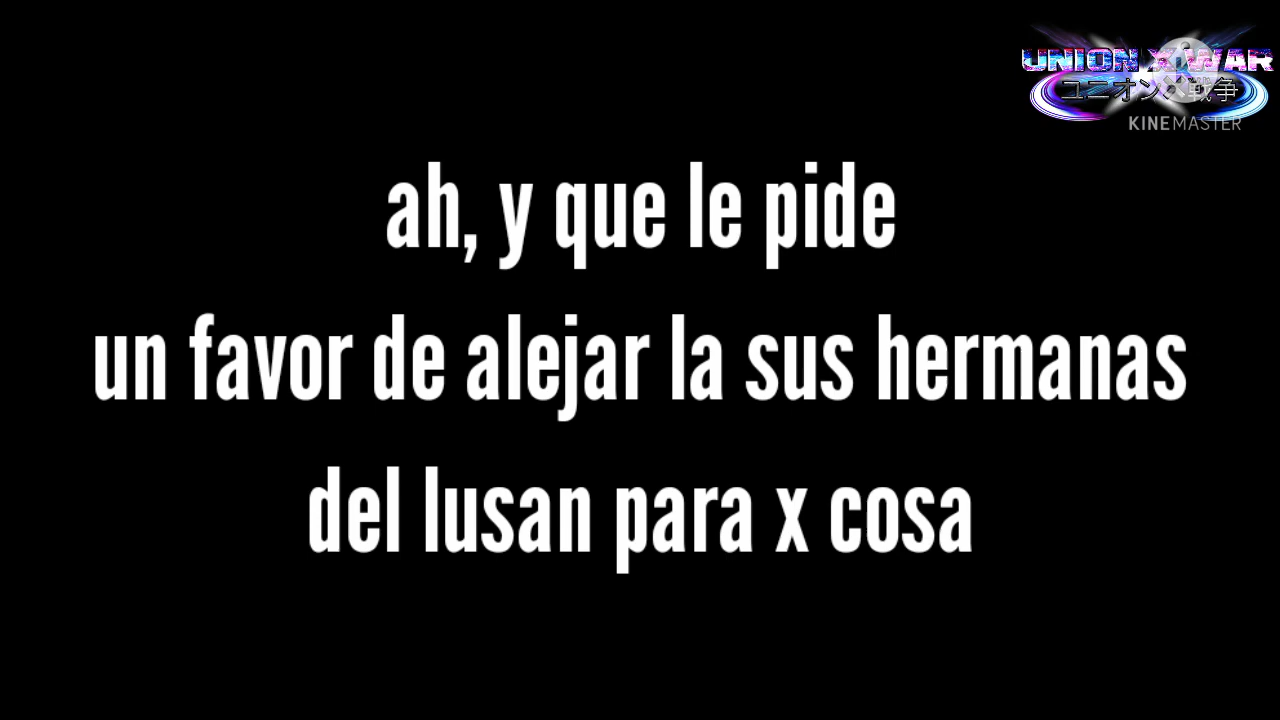 UNION X WAR
ユニオン✕戦争
KINEMASTER
ah, y que le pide
un favor de alejar la sus hermanas
del lusan para x cosa